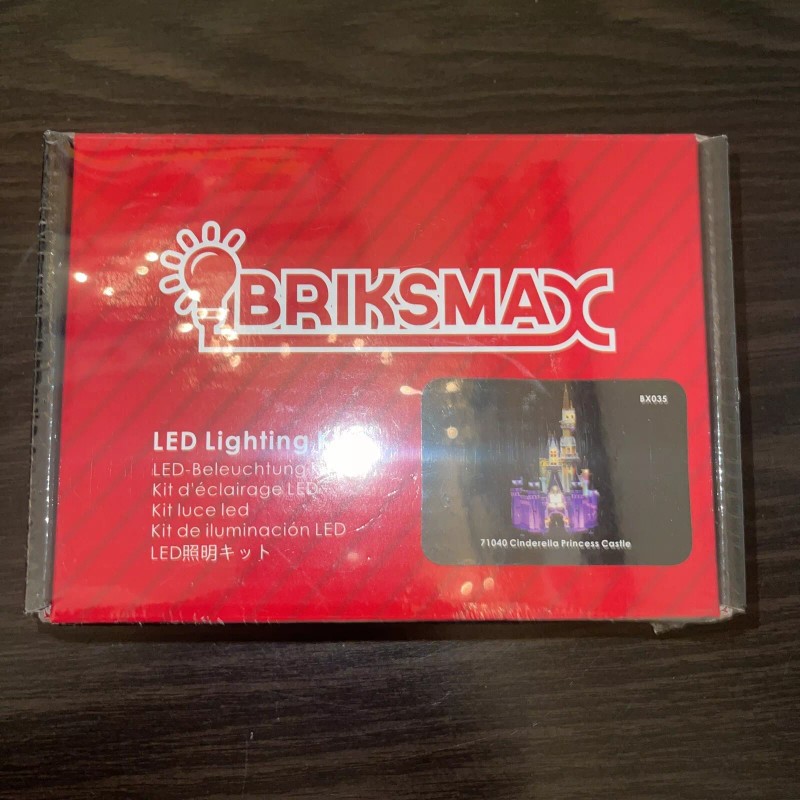 BRIKSMAX
BX035
LED Lighting
LED-Beleuchtung
Kit d'éclairage LED
Kit luce led
Kit de iluminación LED
LED照明キット
71040 Cinderella Princess Castle